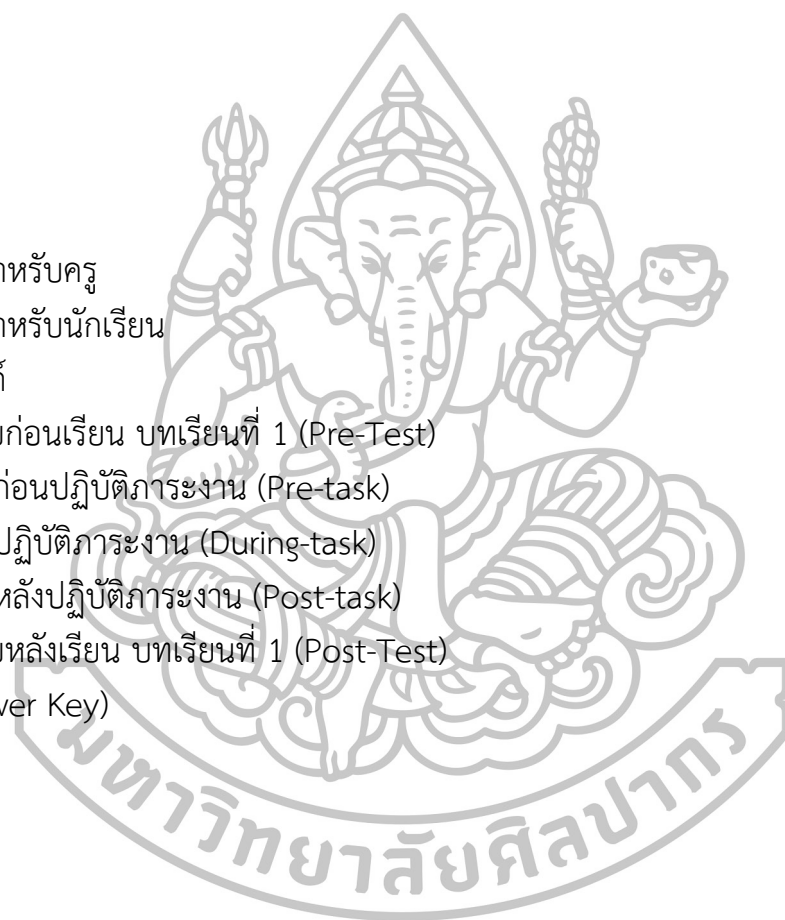 าหรับครู
าหรับนักเรียน
ท์
บก่อนเรียน บทเรียนที่ 1 (Pre-Test)
ก่อนปฏิบัติภาระงาน (Pre-task)
ปฏิบัติภาระงาน (During-task)
หลังปฏิบัติภาระงาน (Post-task)
บหลังเรียน บทเรียนที่ 1 (Post-Test)
wer Key)
มหาวิทยาลัยศิลปากร